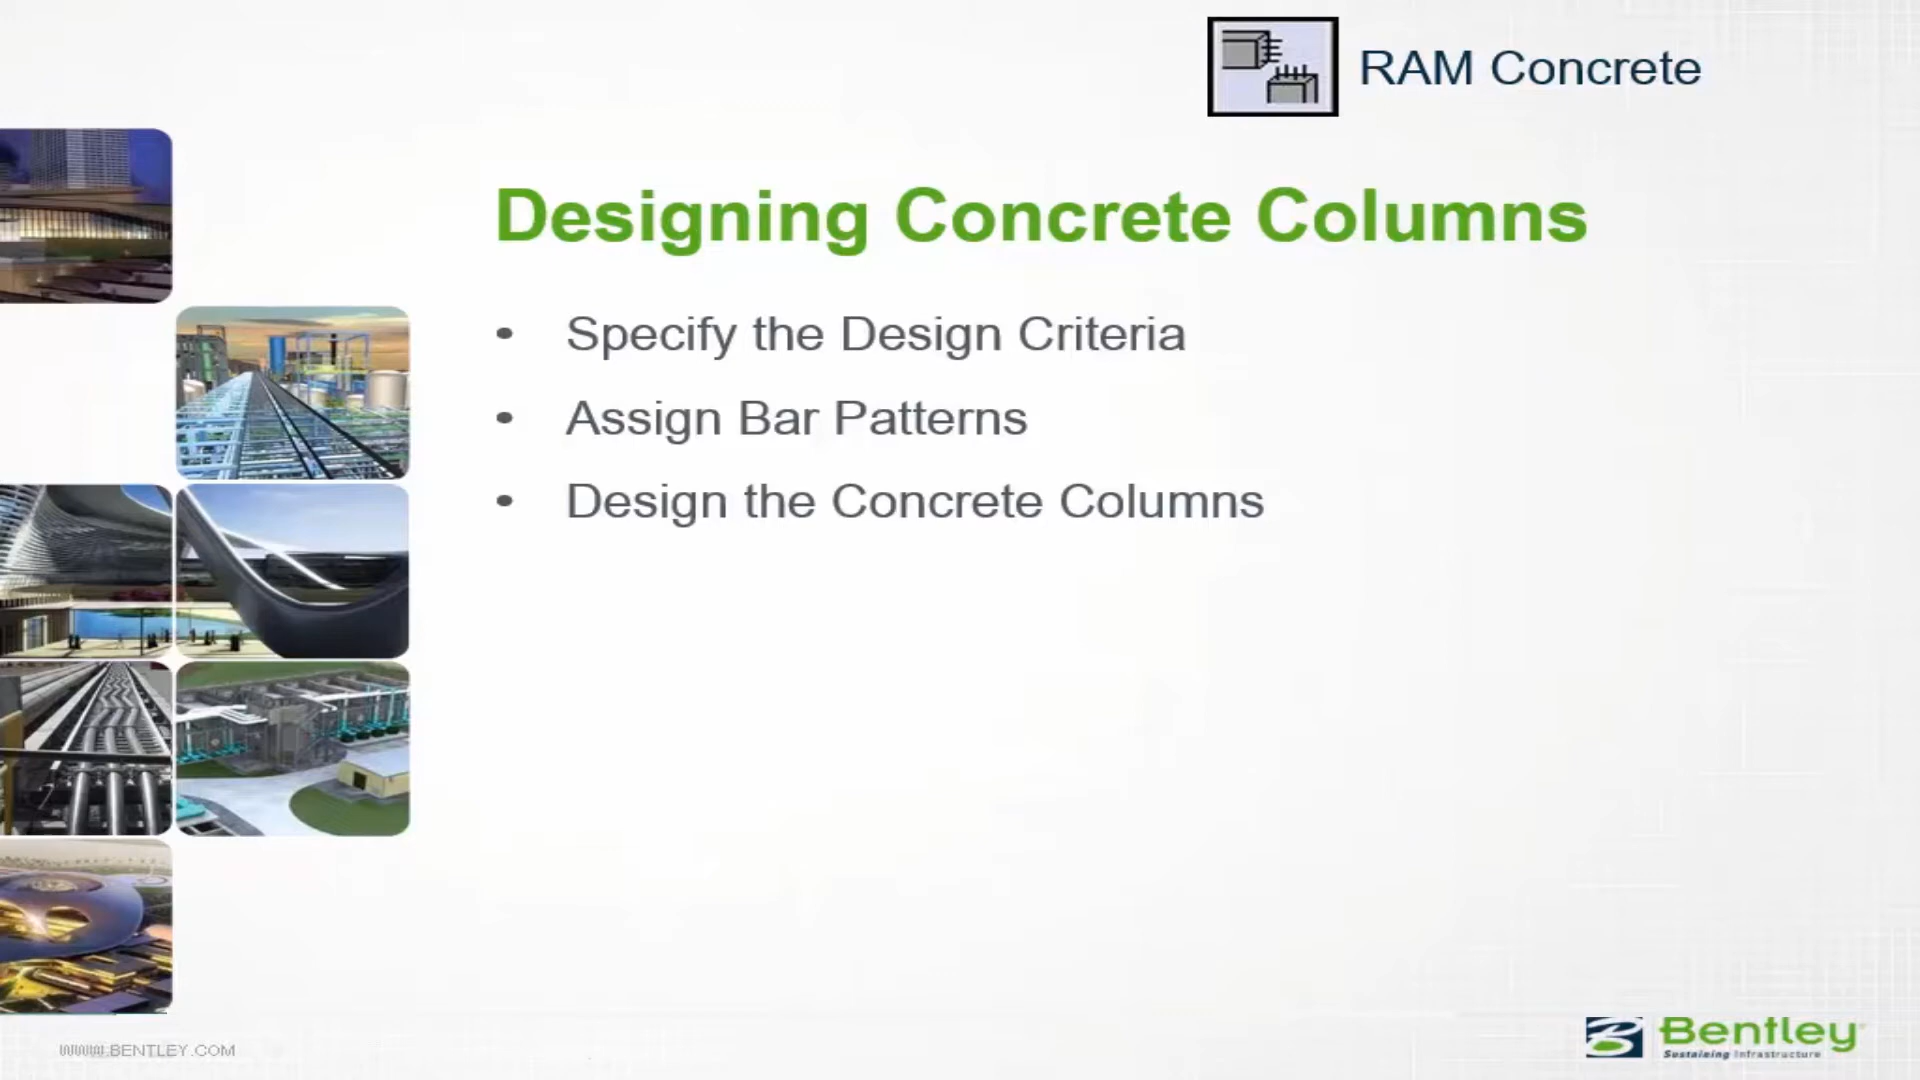 RAM Concrete
Designing Concrete Columns
• Specify the Design Criteria
• Assign Bar Patterns
• Design the Concrete Columns
WWW.BENTLEY.COM
Bentley
Sustaining Infrastructure